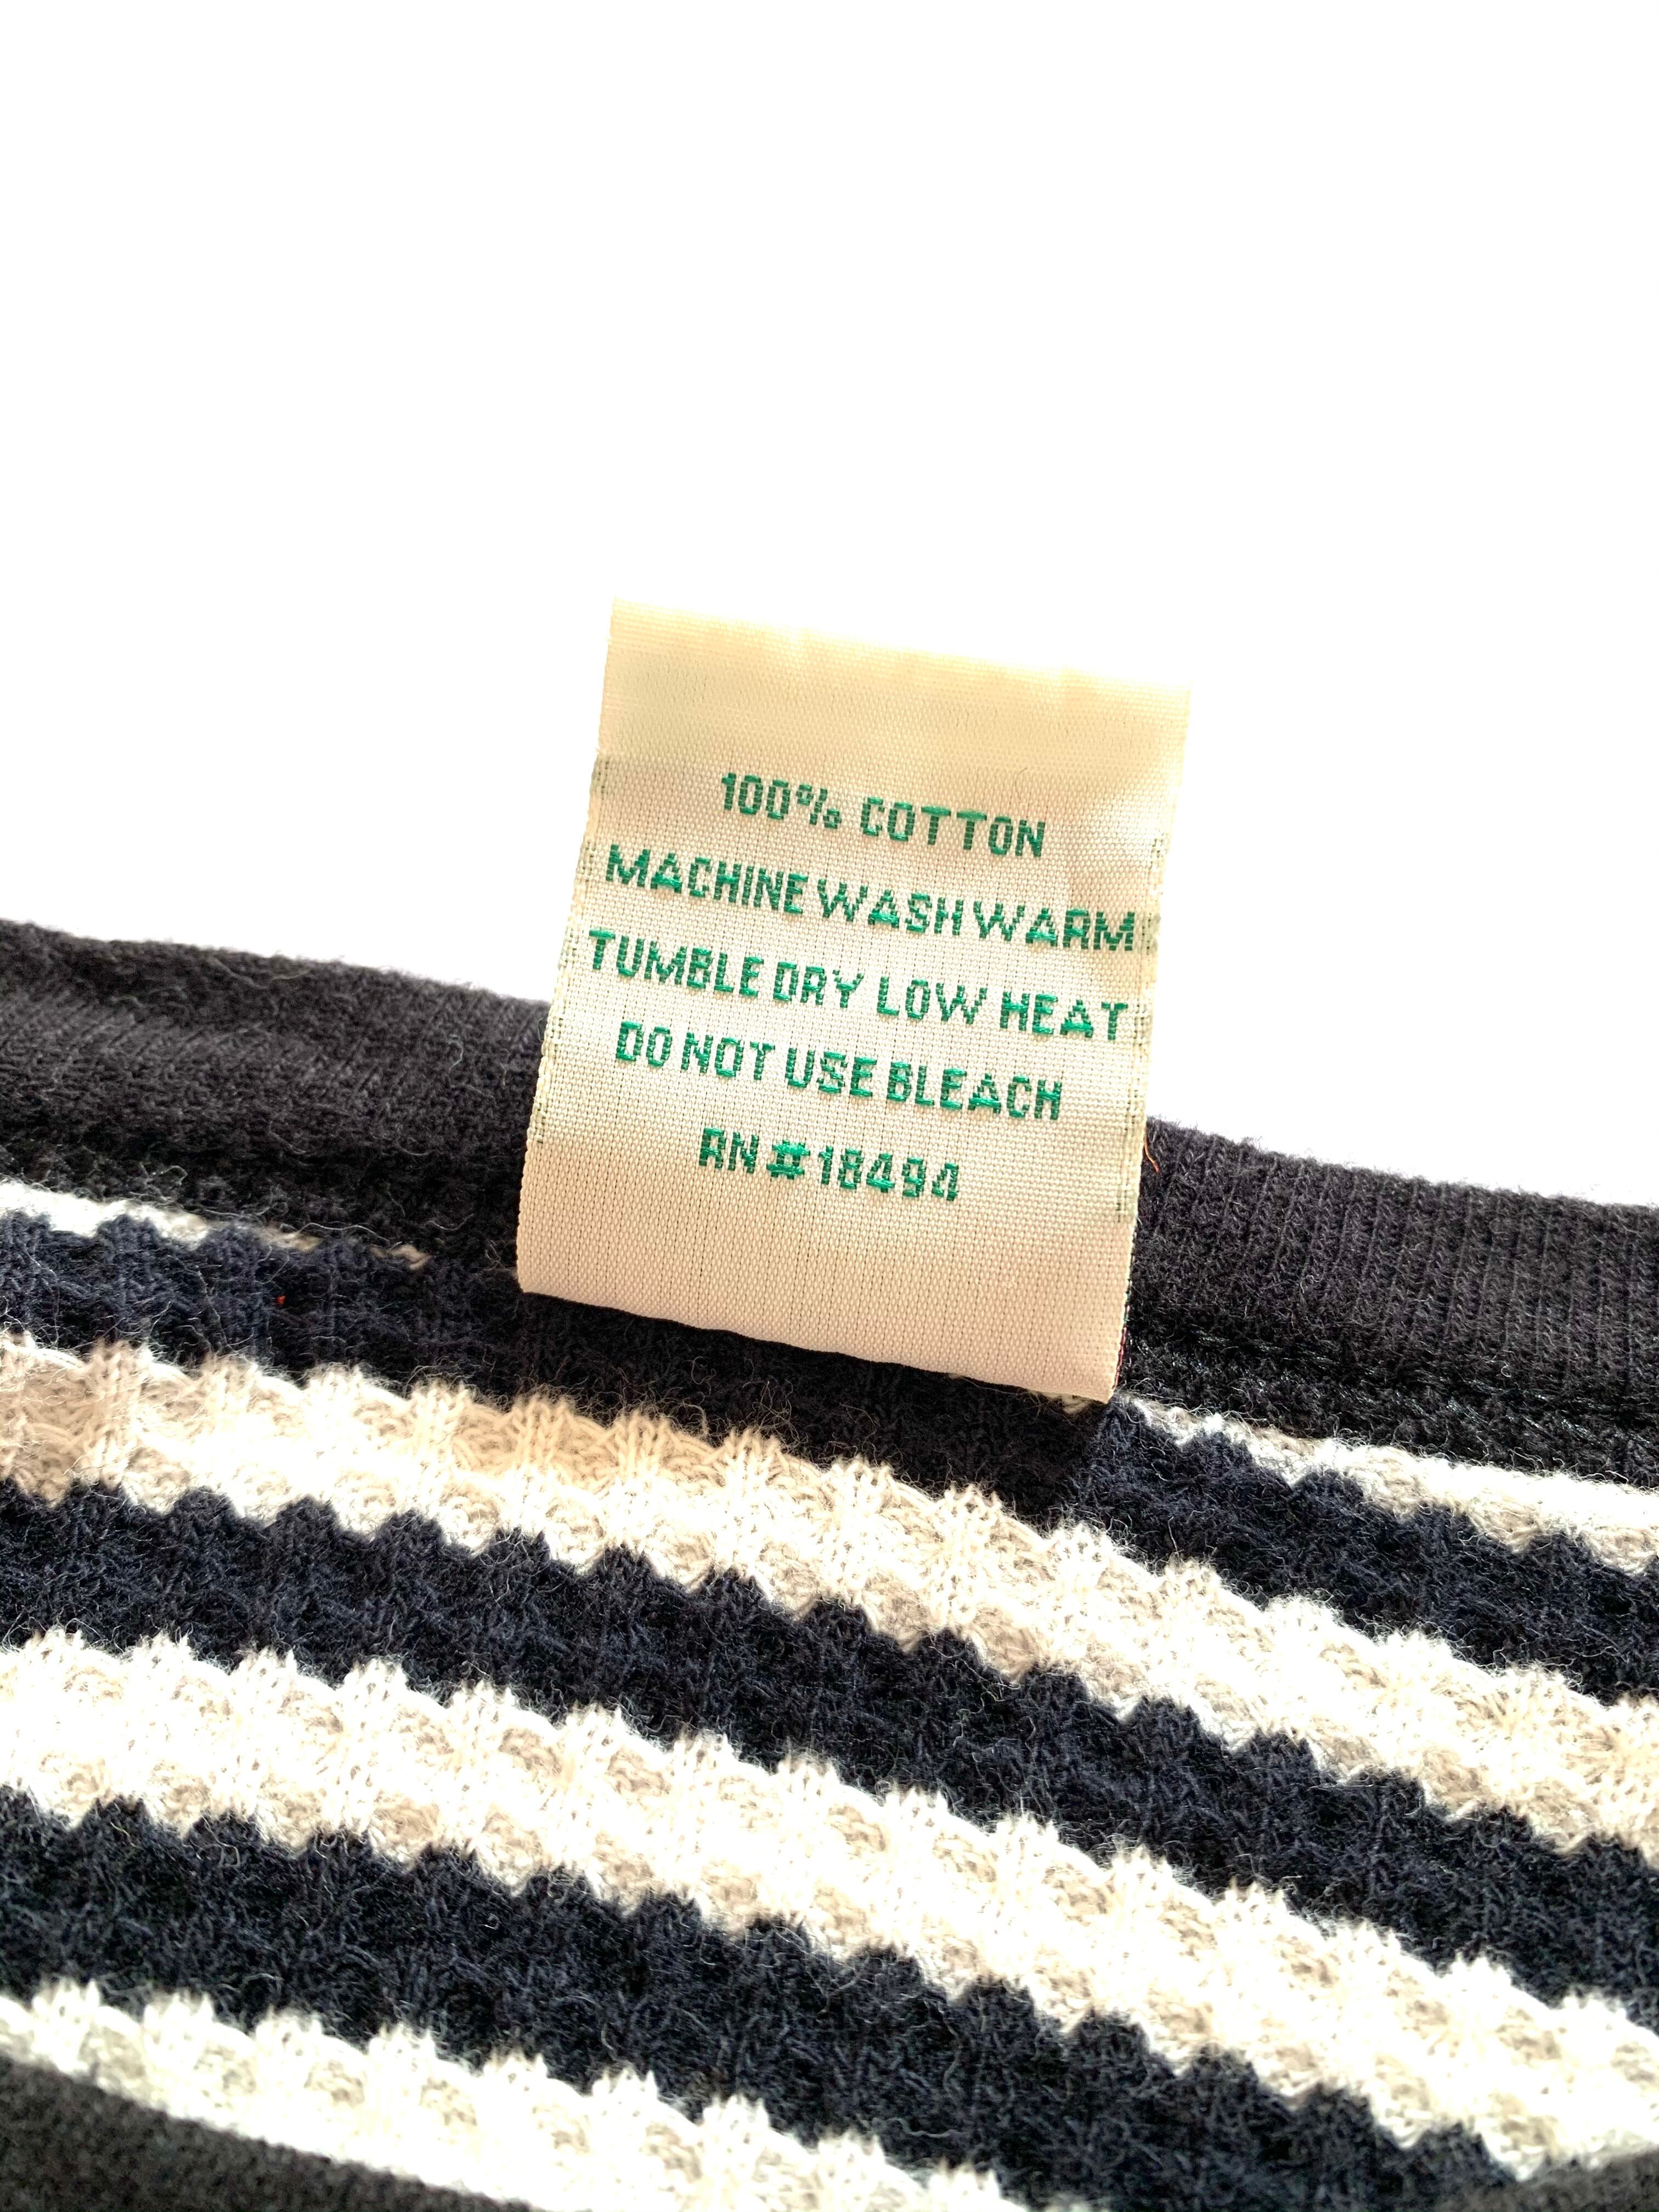 100% COTTON
MACHINE WASH WARM
TUMBLE DRY LOW HEAT
DO NOT USE BLEACH
RN # 18494